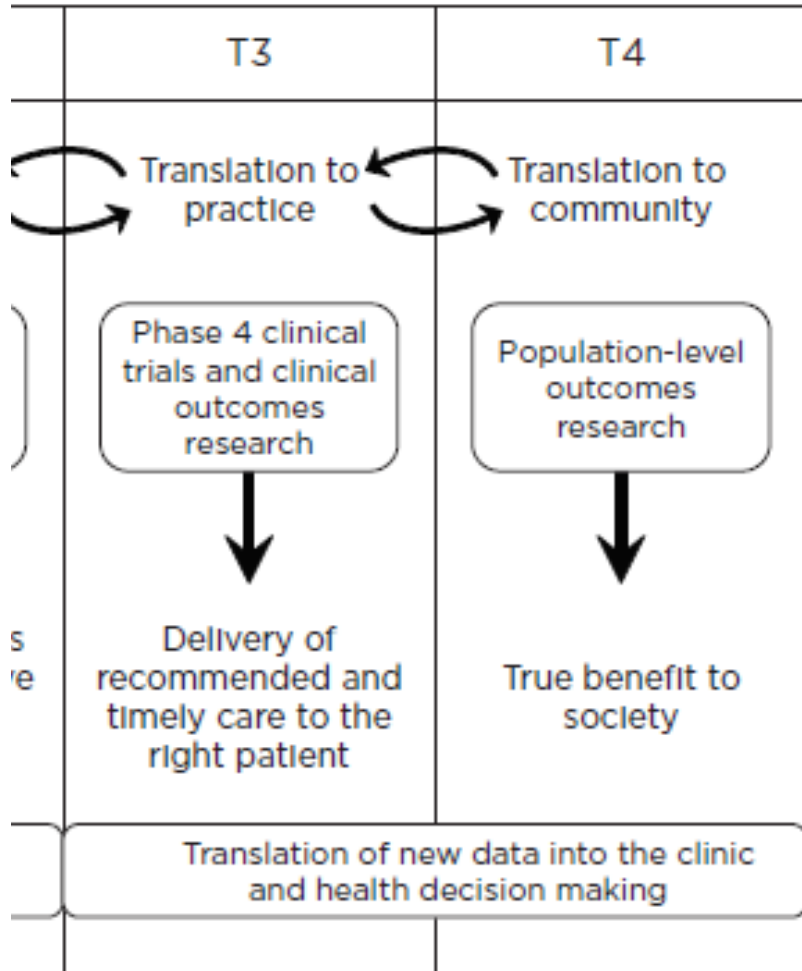 T3
T4
Translation to
practice
Translation to
community
Phase 4 clinical
trials and clinical
outcomes
research
Population-level
outcomes
research
s
e
Delivery of
recommended and
timely care to the
right patient
True benefit to
society
Translation of new data into the clinic
and health decision making